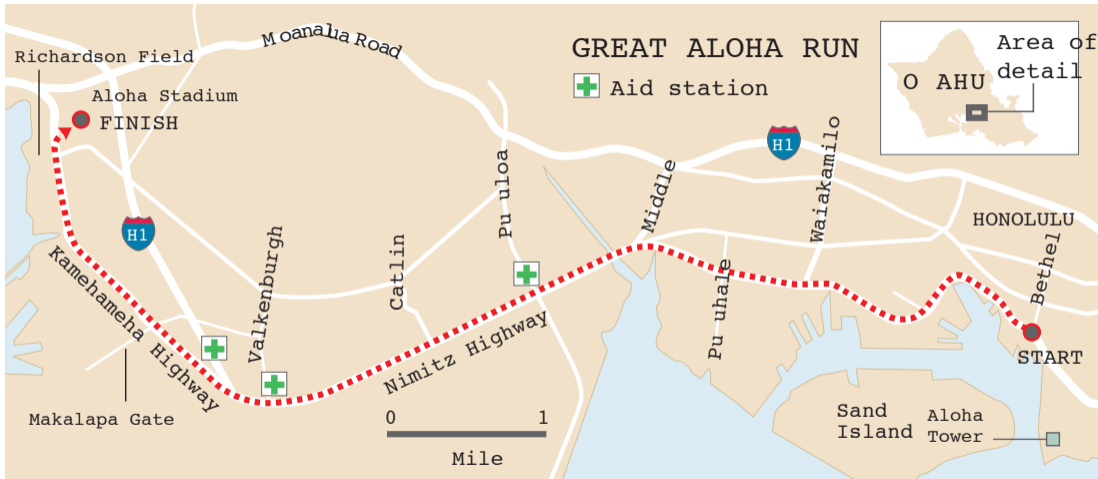 Richardson Field
Moanalua Road
GREAT ALOHA RUN
Aid station
O AHU
Area of
detail
Aloha Stadium
FINISH
H1
H1
Pu uloa
Middle
Waiakamilo
HONOLULU
Bethel
Valkenburgh
Catlin
Pu uhale
Kamehameha Highway
Nimitz Highway
START
Makalapa Gate
0 1
Mile
Sand
Island
Aloha
Tower